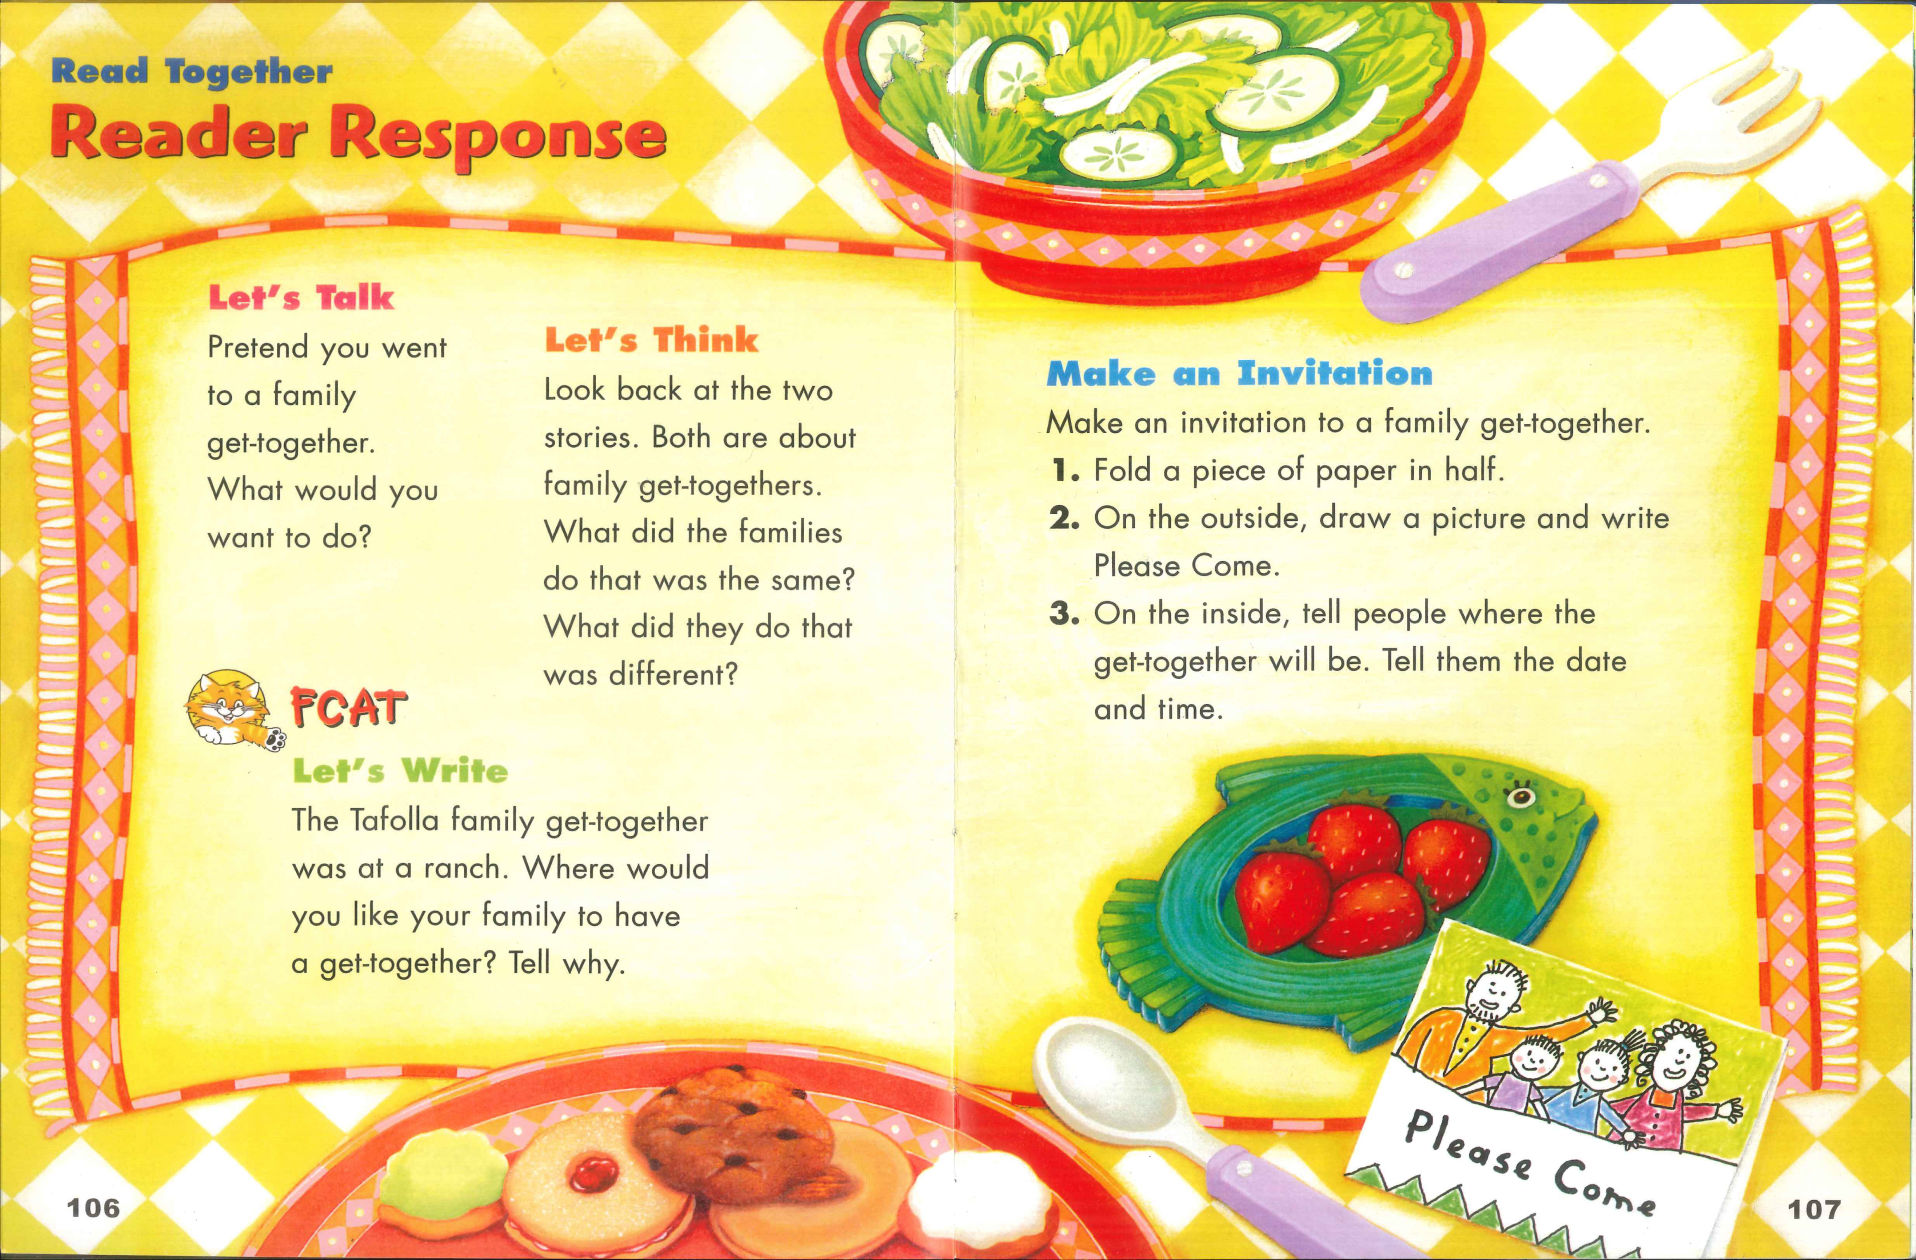 Read Together
Reader Response
Let's Talk
Pretend you went
to a family
get-together.
What would you
want to do?
Let's Think
Look back at the two
stories. Both are about
family get-togethers.
What did the families
do that was the same?
What did they do that
was different?
FCAT
Let's Write
The Tafolla family get-together
was at a ranch. Where would
you like your family to have
a get-together? Tell why.
106
Make an Invitation
Make an invitation to a family get-together.
1. Fold a piece of paper in half.
2. On the outside, draw a picture and write
Please Come.
3. On the inside, tell people where the
get-together will be. Tell them the date
and time.
Please Come
107